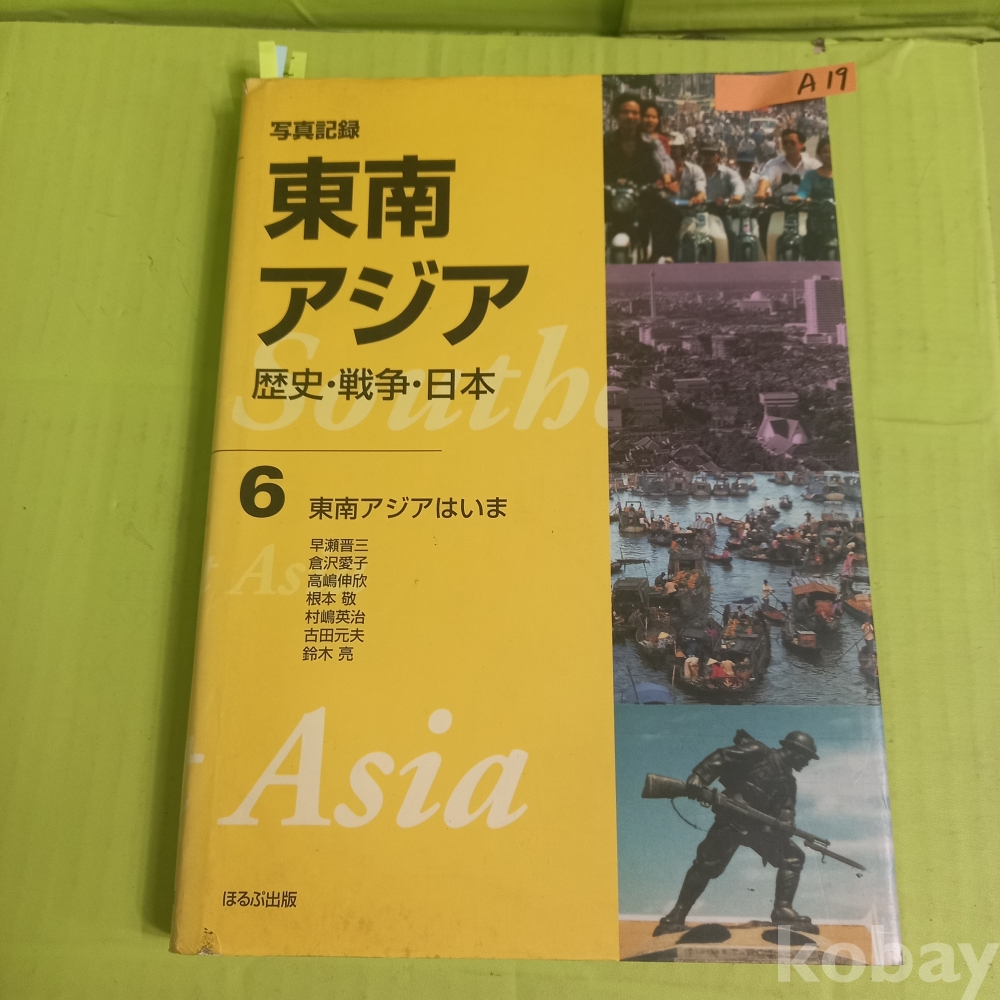 A19
写真記録
東南
アジア
South
歴史・戦争・日本
6
東南アジアはいま
早瀬晋三
倉沢愛子
高嶋伸欣
根本 敬
村嶋英治
古田元夫
鈴木 亮
t As
t Asia
ほるぷ出版
kobay